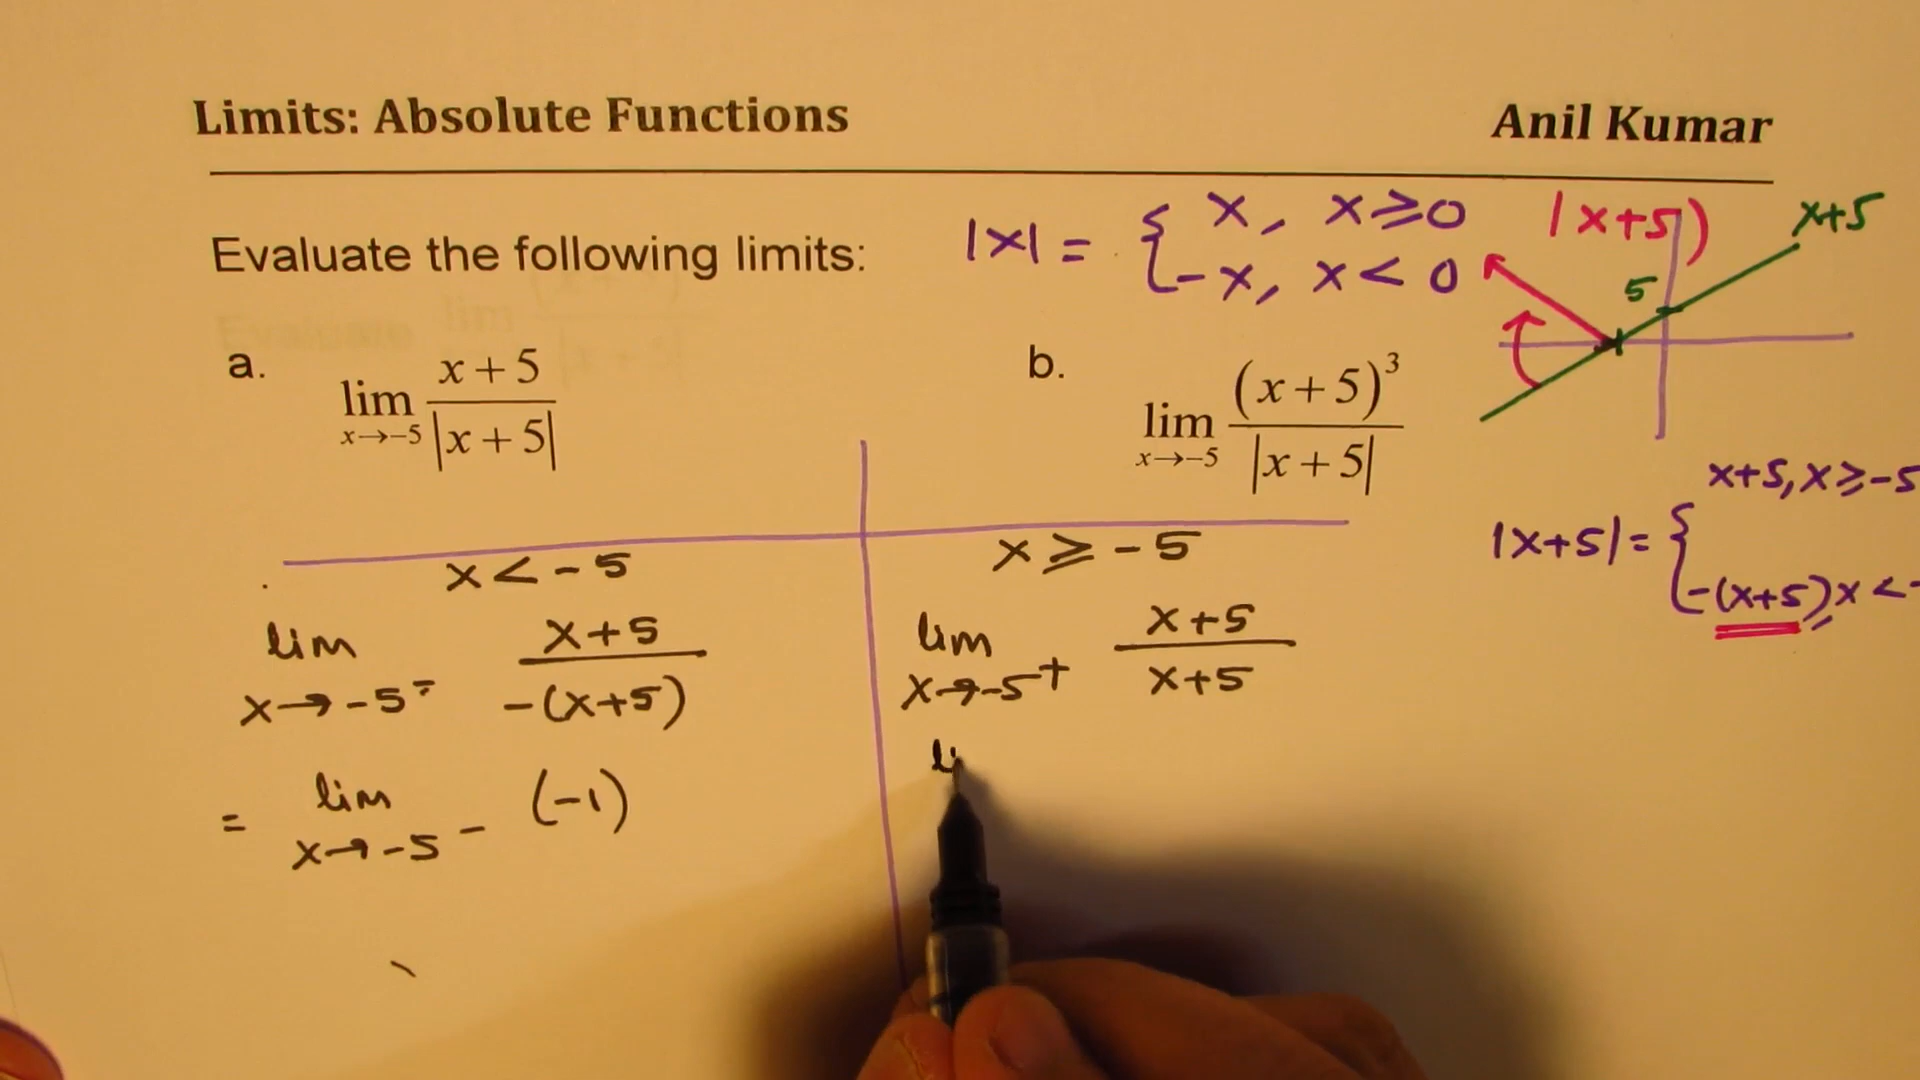 Limits: Absolute Functions
Anil Kumar
Evaluate the following limits:
|x| = { x, x ≥ 0
-x, x < 0
|x+5|
x+5
5
a. lim x→-5 x+5 / |x+5|
b. lim x→-5 (x+5)³ / |x+5|
|x+5| = { x+5, x ≥ -5
-(x+5), x < -
x < -5
x ≥ -5
lim x→-5⁻ x+5 / -(x+5)
lim x→-5⁺ x+5 / x+5
= lim x→-5⁻ (-1)